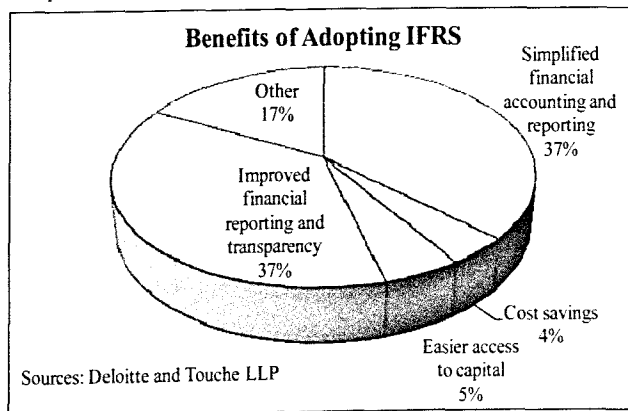 Benefits of Adopting IFRS
Simplified
financial
accounting and
reporting
37%
Other
17%
Improved
financial
reporting and
transparency
37%
Cost savings
4%
Easier access
to capital
5%
Sources: Deloitte and Touche LLP